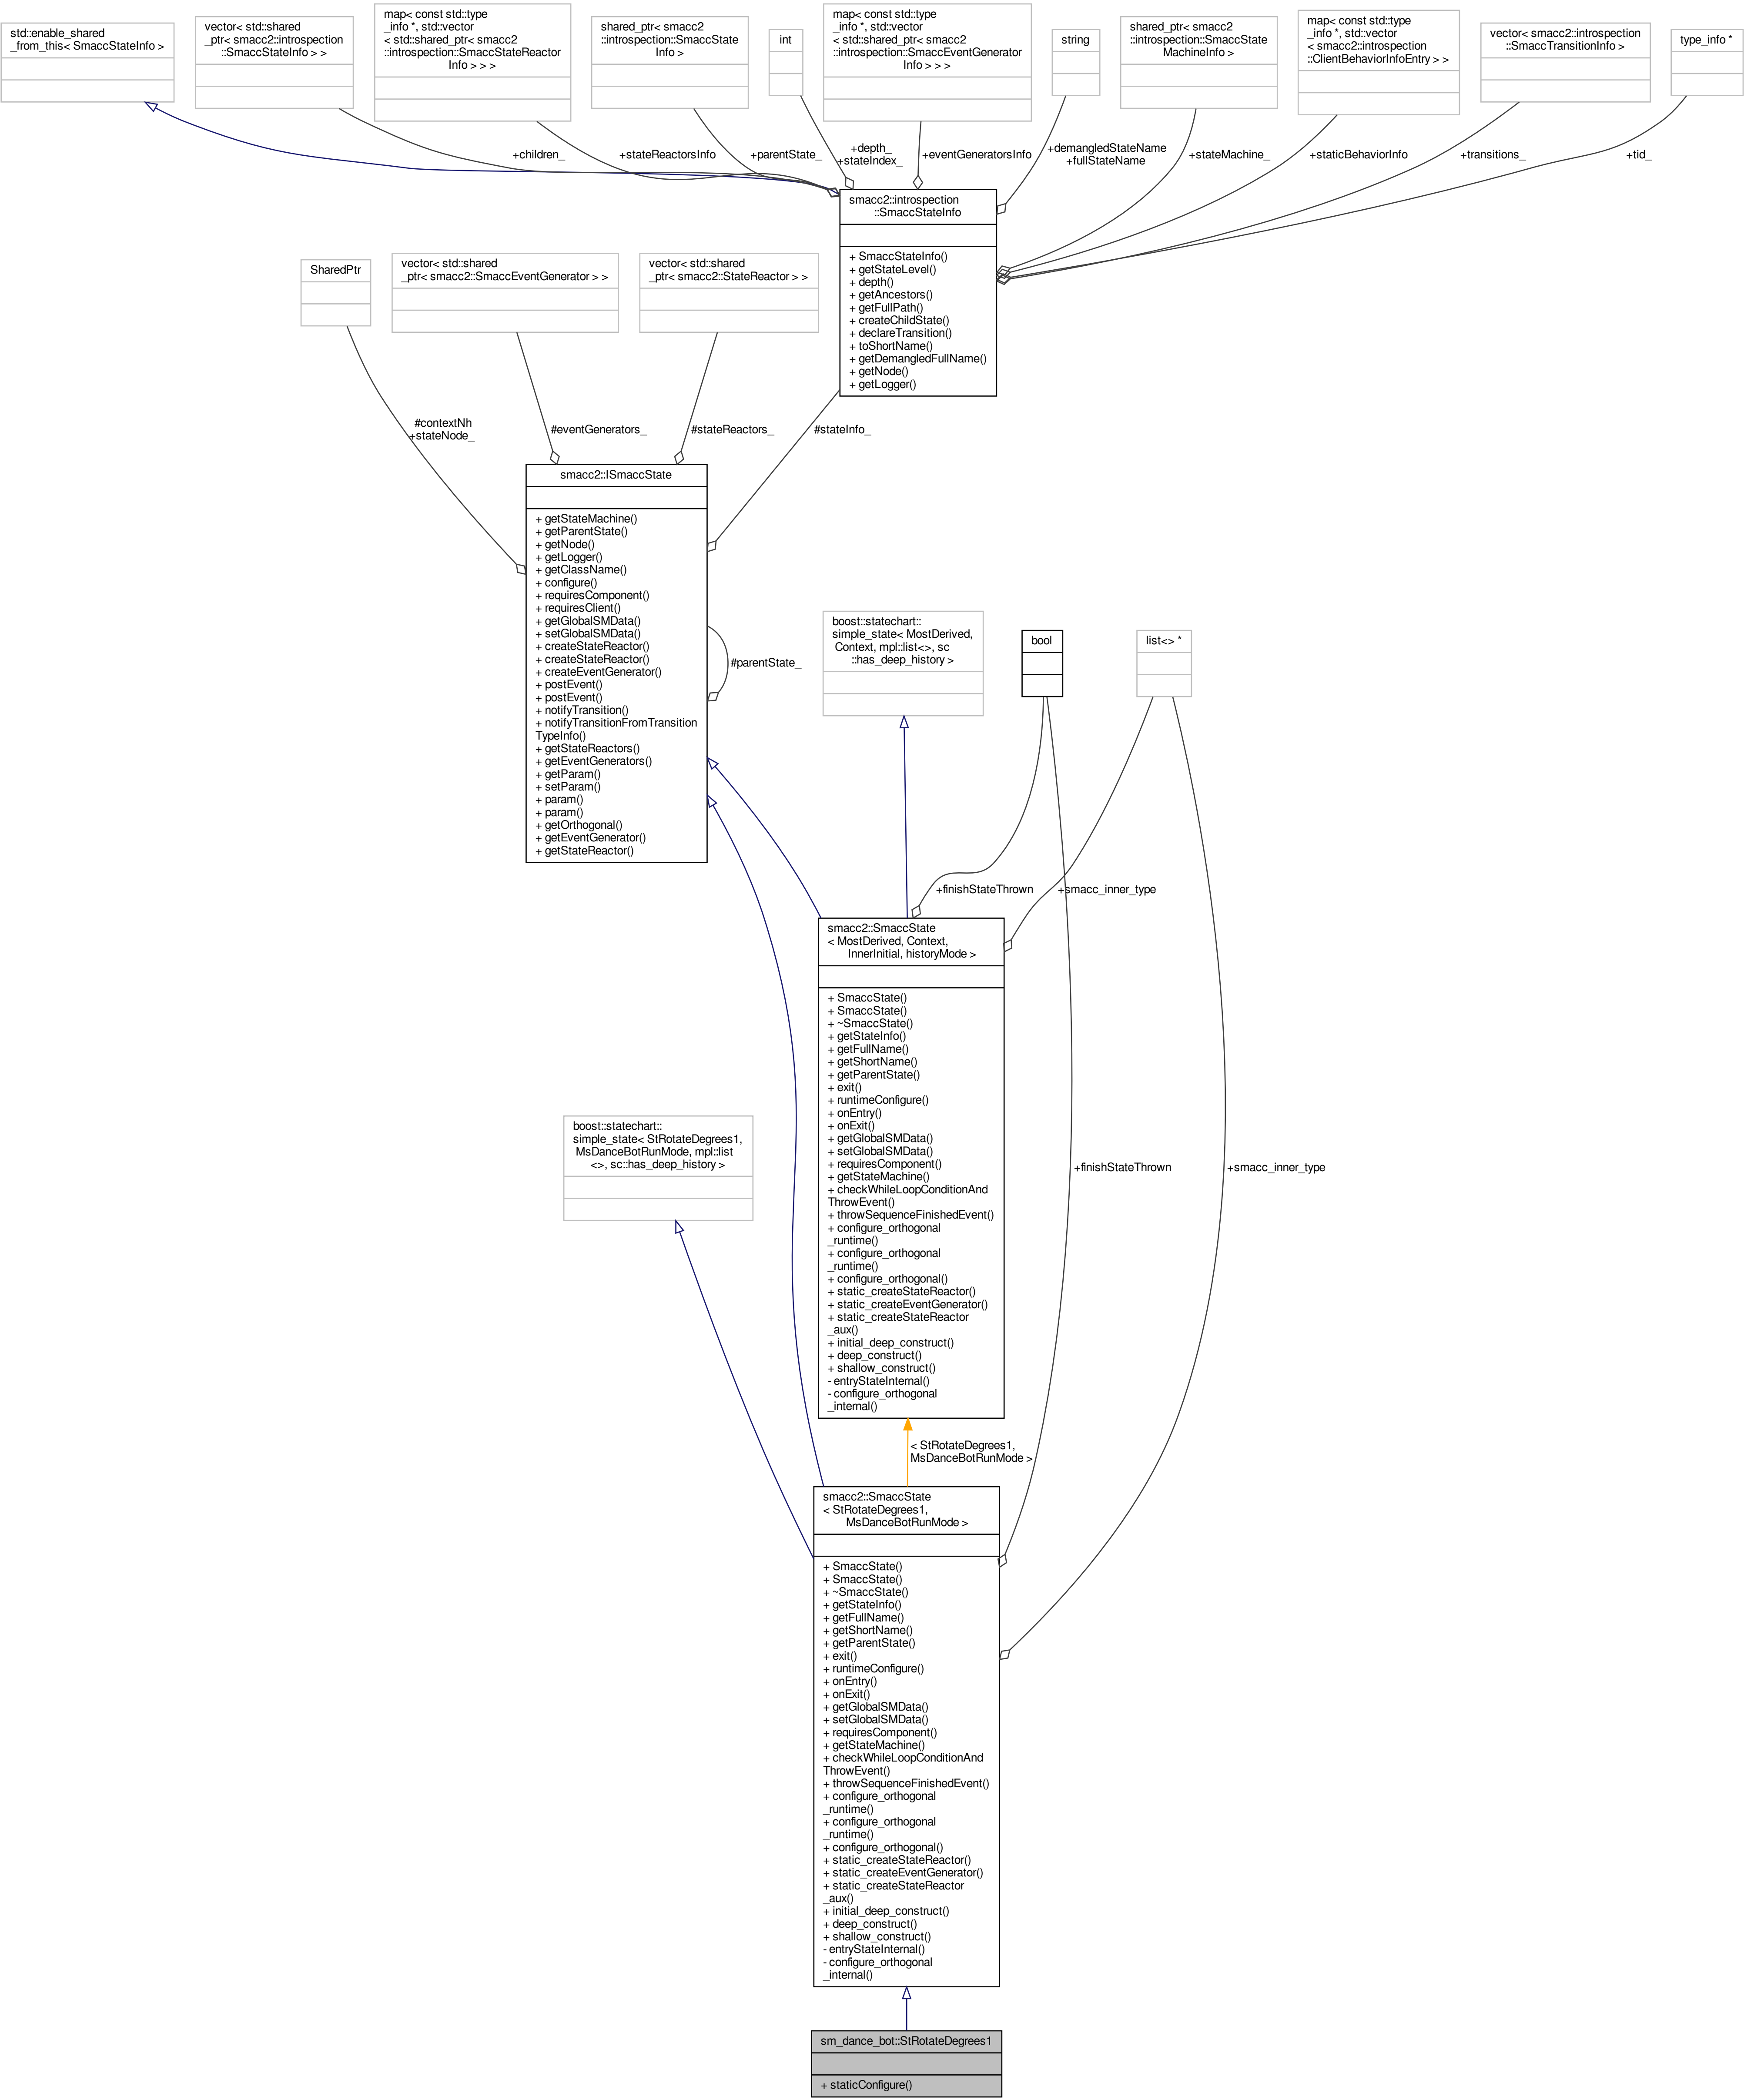 std::enable_shared
_from_this< SmaccStateInfo >
vector< std::shared
_ptr< smacc2::introspection
::SmaccStateInfo > >
map< const std::type
_info *, std::vector
< std::shared_ptr< smacc2
::introspection::SmaccStateReactor
Info > > >
shared_ptr< smacc2
::introspection::SmaccState
Info >
int
map< const std::type
_info *, std::vector
< std::shared_ptr< smacc2
::introspection::SmaccEventGenerator
Info > > >
string
shared_ptr< smacc2
::introspection::SmaccState
MachineInfo >
map< const std::type
_info *, std::vector
< smacc2::introspection
::ClientBehaviorInfoEntry > >
vector< smacc2::introspection
::SmaccTransitionInfo >
type_info *
+children_
+stateReactorsInfo
+parentState_
+depth_
+stateIndex_
+eventGeneratorsInfo
+demangledStateName
+fullStateName
+stateMachine_
+staticBehaviorInfo
+transitions_
+tid_
smacc2::introspection
::SmaccStateInfo
+ SmaccStateInfo()
+ getStateLevel()
+ depth()
+ getAncestors()
+ getFullPath()
+ createChildState()
+ declareTransition()
+ toShortName()
+ getDemangledFullName()
+ getNode()
+ getLogger()
SharedPtr
vector< std::shared
_ptr< smacc2::SmaccEventGenerator > >
vector< std::shared
_ptr< smacc2::StateReactor > >
#contextNh
+stateNode_
#eventGenerators_
#stateReactors_
#stateInfo_
smacc2::ISmaccState
+ getStateMachine()
+ getParentState()
+ getNode()
+ getLogger()
+ getClassName()
+ configure()
+ requiresComponent()
+ requiresClient()
+ getGlobalSMData()
+ setGlobalSMData()
+ createStateReactor()
+ createStateReactor()
+ createEventGenerator()
+ postEvent()
+ postEvent()
+ notifyTransition()
+ notifyTransitionFromTransition
TypeInfo()
+ getStateReactors()
+ getEventGenerators()
+ getParam()
+ setParam()
+ param()
+ param()
+ getOrthogonal()
+ getEventGenerator()
+ getStateReactor()
#parentState_
boost::statechart::
simple_state< MostDerived,
Context, mpl::list<>, sc
::has_deep_history >
bool
list<> *
+finishStateThrown
+smacc_inner_type
smacc2::SmaccState
< MostDerived, Context,
InnerInitial, historyMode >
+ SmaccState()
+ SmaccState()
+ ~SmaccState()
+ getStateInfo()
+ getFullName()
+ getShortName()
+ getParentState()
+ exit()
+ runtimeConfigure()
+ onEntry()
+ onExit()
+ getGlobalSMData()
+ setGlobalSMData()
+ requiresComponent()
+ getStateMachine()
+ checkWhileLoopConditionAnd
ThrowEvent()
+ throwSequenceFinishedEvent()
+ configure_orthogonal
_runtime()
+ configure_orthogonal
_runtime()
+ configure_orthogonal()
+ static_createStateReactor()
+ static_createEventGenerator()
+ static_createStateReactor
_aux()
+ initial_deep_construct()
+ deep_construct()
+ shallow_construct()
- entryStateInternal()
- configure_orthogonal
_internal()
boost::statechart::
simple_state< StRotateDegrees1,
MsDanceBotRunMode, mpl::list
<>, sc::has_deep_history >
+finishStateThrown
+smacc_inner_type
< StRotateDegrees1,
MsDanceBotRunMode >
smacc2::SmaccState
< StRotateDegrees1,
MsDanceBotRunMode >
+ SmaccState()
+ SmaccState()
+ ~SmaccState()
+ getStateInfo()
+ getFullName()
+ getShortName()
+ getParentState()
+ exit()
+ runtimeConfigure()
+ onEntry()
+ onExit()
+ getGlobalSMData()
+ setGlobalSMData()
+ requiresComponent()
+ getStateMachine()
+ checkWhileLoopConditionAnd
ThrowEvent()
+ throwSequenceFinishedEvent()
+ configure_orthogonal
_runtime()
+ configure_orthogonal
_runtime()
+ configure_orthogonal()
+ static_createStateReactor()
+ static_createEventGenerator()
+ static_createStateReactor
_aux()
+ initial_deep_construct()
+ deep_construct()
+ shallow_construct()
- entryStateInternal()
- configure_orthogonal
_internal()
sm_dance_bot::StRotateDegrees1
+ staticConfigure()